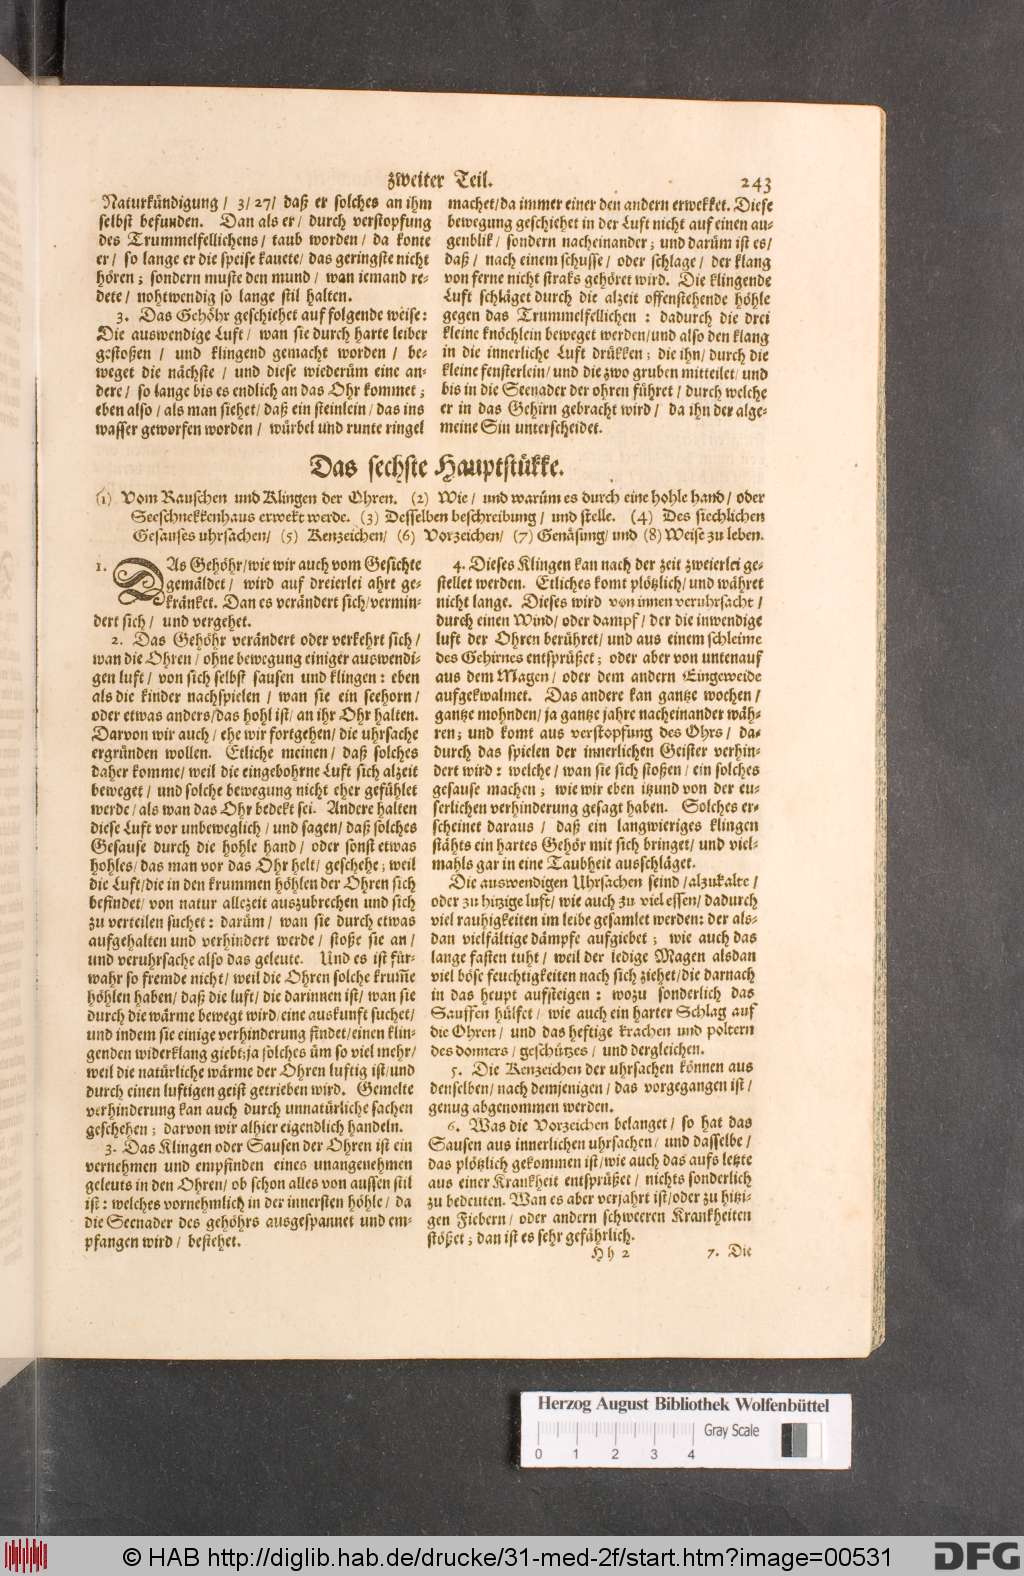 zweiter Teil. 243
Naturkündigung / 3/27/ daß er solches an ihm
selbst befunden. Dan als er / durch verstopfung
des Trummelfellichens / taub worden / da konte
er / so lange er die speise kauete / das geringste nicht
hören ; sondern muste den mund / wan iemand re-
dete / nohtwendig so lange stil halten.
3. Das Gehöhr geschiehet auf folgende weise :
Die auswendige Luft / wan sie durch harte leiber
gestoßen / und klingend gemacht worden / be-
weget die nächste / und diese wiederüm eine an-
dere / so lange bis es endlich an das Ohr kommet ;
eben also / als man siehet / daß ein steinlein / das ins
wasser geworfen worden / würbel und runte ringel
machet / da immer einer den andern erwekket. Diese
bewegung geschiehet in der Luft nicht auf einen au-
genblik / sondern nacheinander ; und darüm ist es /
daß / nach einem schusse / oder schlage / der klang
von ferne nicht straks gehöret wird. Die klingende
Luft schläget durch die alzeit offenstehende höhle
gegen das Trummelfellichen : dadurch die drei
kleine knöchlein beweget werden / und also den klang
in die innerliche Luft drükken ; die ihn / durch die
kleine fensterlein / und die zwo gruben mitteilet / und
bis in die Seenader der ohren führet / durch welche
er in das Gehirn gebracht wird / da ihn der alge-
meine Sin unterscheidet.
Das sechste Hauptstükke.
(1) Vom Rauschen und Klingen der Ohren. (2) Wie / und warüm es durch eine hohle hand / oder
Seeschnekkenhaus erwekt werde. (3) Desselben beschreibung / und stelle. (4) Des siechlichen
Gesauses uhrsachen / (5) Kenzeichen / (6) Vorzeichen / (7) Genäsung / und (8) Weise zu leben.
1. DAs Gehöhr / wie wir auch vom Gesichte
gemäldet / wird auf dreierlei ahrt ge-
kränket. Dan es verändert sich / vermin-
dert sich / und vergehet.
2. Das Gehöhr verändert oder verkehrt sich /
wan die Ohren / ohne bewegung einiger auswendi-
gen luft / von sich selbst sausen und klingen : eben
als die kinder nachspielen / wan sie ein seehorn /
oder etwas anders / das hohl ist / an ihr Ohr halten.
Darvon wir auch / ehe wir fortgehen / die uhrsache
ergründen wollen. Etliche meinen / daß solches
daher komme / weil die eingebohrne Luft sich alzeit
beweget / und solche bewegung nicht eher gefühlet
werde / als wan das Ohr bedekt sei. Andere halten
diese Luft vor unbeweglich / und sagen / daß solches
Gesause durch die hohle hand / oder sonst etwas
hohles / das man vor das Ohr helt / geschehe ; weil
die Luft / die in den krummen höhlen der Ohren sich
befindet / von natur allezeit auszubrechen und sich
zu verteilen suchet : darüm / wan sie durch etwas
aufgehalten und verhindert werde / stoße sie an /
und veruhrsache also das geleute. Und es ist für-
wahr so fremde nicht / weil die Ohren solche krum̃e
höhlen haben / daß die luft / die darinnen ist / wan sie
durch die wärme bewegt wird / eine auskunft suchet /
und indem sie einige verhinderung findet / einen klin-
genden widerklang giebt ; ja solches üm so viel mehr /
weil die natürliche wärme der Ohren luftig ist / und
durch einen luftigen geist getrieben wird. Gemelte
verhinderung kan auch durch unnatürliche sachen
geschehen ; darvon wir alhier eigendlich handeln.
3. Das Klingen oder Sausen der Ohren ist ein
vernehmen und empfinden eines unangenehmen
geleuts in den Ohren / ob schon alles von aussen stil
ist : welches vornehmlich in der innersten höhle / da
die Seenader des gehöhrs ausgespannet und em-
pfangen wird / bestehet.
4. Dieses Klingen kan nach der zeit zweierlei ge-
stellet werden. Etliches komt plötzlich / und währet
nicht lange. Dieses wird von innen veruhrsacht /
durch einen Wind / oder dampf / der die inwendige
luft der Ohren berühret / und aus einem schleime
des Gehirnes entsprüßet ; oder aber von untenauf
aus dem Magen / oder dem andern Eingeweide
aufgekwalmet. Das andere kan gantze wochen /
gantze mohnden / ja gantze jahre nacheinander wäh-
ren ; und komt aus verstopfung des Ohrs / da-
durch das spielen der innerlichen Geister verhin-
dert wird : welche / wan sie sich stoßen / ein solches
gesause machen ; wie wir eben itzund von der eu-
serlichen verhinderung gesagt haben. Solches er-
scheinet daraus / daß ein langwieriges klingen
stähts ein hartes Gehör mit sich bringet / und viel-
mahls gar in eine Taubheit ausschläget.
Die auswendigen Uhrsachen seind / alzukalte /
oder zu hitzige luft / wie auch zu viel essen / dadurch
viel rauhigkeiten im leibe gesamlet werden : der als-
dan vielfältige dämpfe aufgiebet ; wie auch das
lange fasten tuht / weil der ledige Magen alsdan
viel böse feuchtigkeiten nach sich ziehet / die darnach
in das heupt aufsteigen : wozu sonderlich das
Sauffen hülfet / wie auch ein harter Schlag auf
die Ohren / und das heftige krachen und poltern
des donners / geschützes / und dergleichen.
5. Die Kenzeichen der uhrsachen können aus
denselben / nach demjenigen / das vorgegangen ist /
genug abgenommen werden.
6. Was die Vorzeichen belanget / so hat das
Sausen aus innerlichen uhrsachen / und dasselbe /
das plötzlich gekommen ist / wie auch das aufs letzte
aus einer Krankheit entsprüßet / nichts sonderlich
zu bedeuten. Wan es aber verjahrt ist / oder zu hitzi-
gen Fiebern / oder andern schweeren Krankheiten
stößet ; dan ist es sehr gefährlich.
Hh 2 7. Die
Herzog August Bibliothek Wolfenbüttel
Gray Scale
0 1 2 3 4
© HAB http://diglib.hab.de/drucke/31-med-2f/start.htm?image=00531
DFG